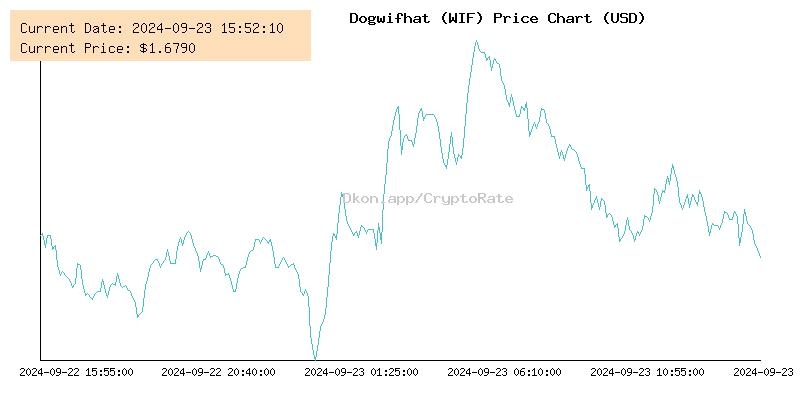 Dogwifhat (WIF) Price Chart (USD)
Current Date: 2024-09-23 15:52:10
Current Price: $1.6790
Okon.app/CryptoRate
2024-09-22 15:55:00 2024-09-22 20:40:00 2024-09-23 01:25:00 2024-09-23 06:10:00 2024-09-23 10:55:00 2024-09-23